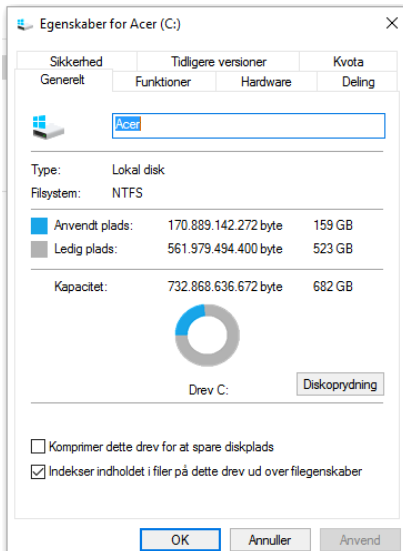 Egenskaber for Acer (C:)
Sikkerhed Tidligere versioner Kvota
Generelt Funktioner Hardware Deling
Acer
Type: Lokal disk
Filsystem: NTFS
Anvendt plads: 170.889.142.272 byte 159 GB
Ledig plads: 561.979.494.400 byte 523 GB
Kapacitet: 732.868.636.672 byte 682 GB
Drev C: Diskoprydning
Komprimer dette drev for at spare diskplads
Indekser indholdet i filer på dette drev ud over filegenskaber
OK Annuller Anvend